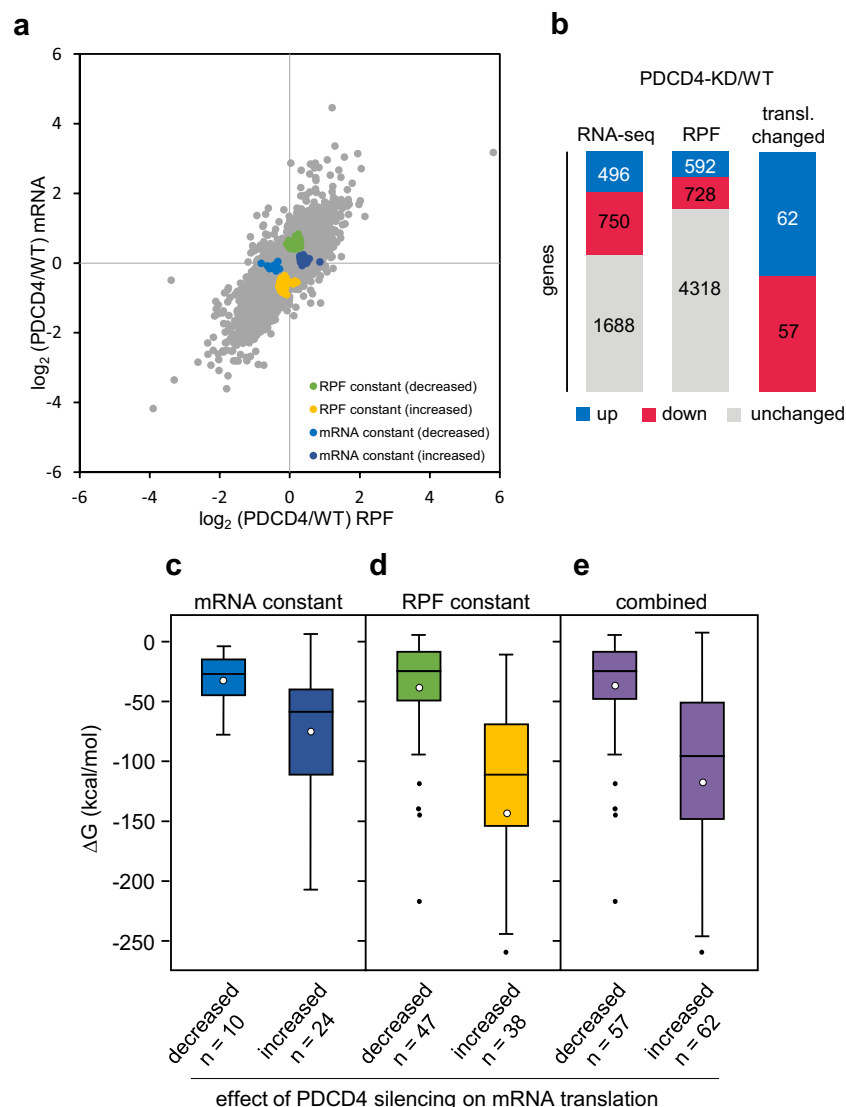 a
6
4
2
0
-2
-4
-6
-6
-4
-2
0
2
4
6
log2 (PDCD4/WT) mRNA
log2 (PDCD4/WT) RPF
RPF constant (decreased)
RPF constant (increased)
mRNA constant (decreased)
mRNA constant (increased)
b
PDCD4-KD/WT
RNA-seq
RPF
transl.
changed
genes
496
750
1688
592
728
4318
62
57
up
down
unchanged
c
d
e
mRNA constant
RPF constant
combined
ΔG (kcal/mol)
0
-50
-100
-150
-200
-250
decreased
n = 10
increased
n = 24
decreased
n = 47
increased
n = 38
decreased
n = 57
increased
n = 62
effect of PDCD4 silencing on mRNA translation